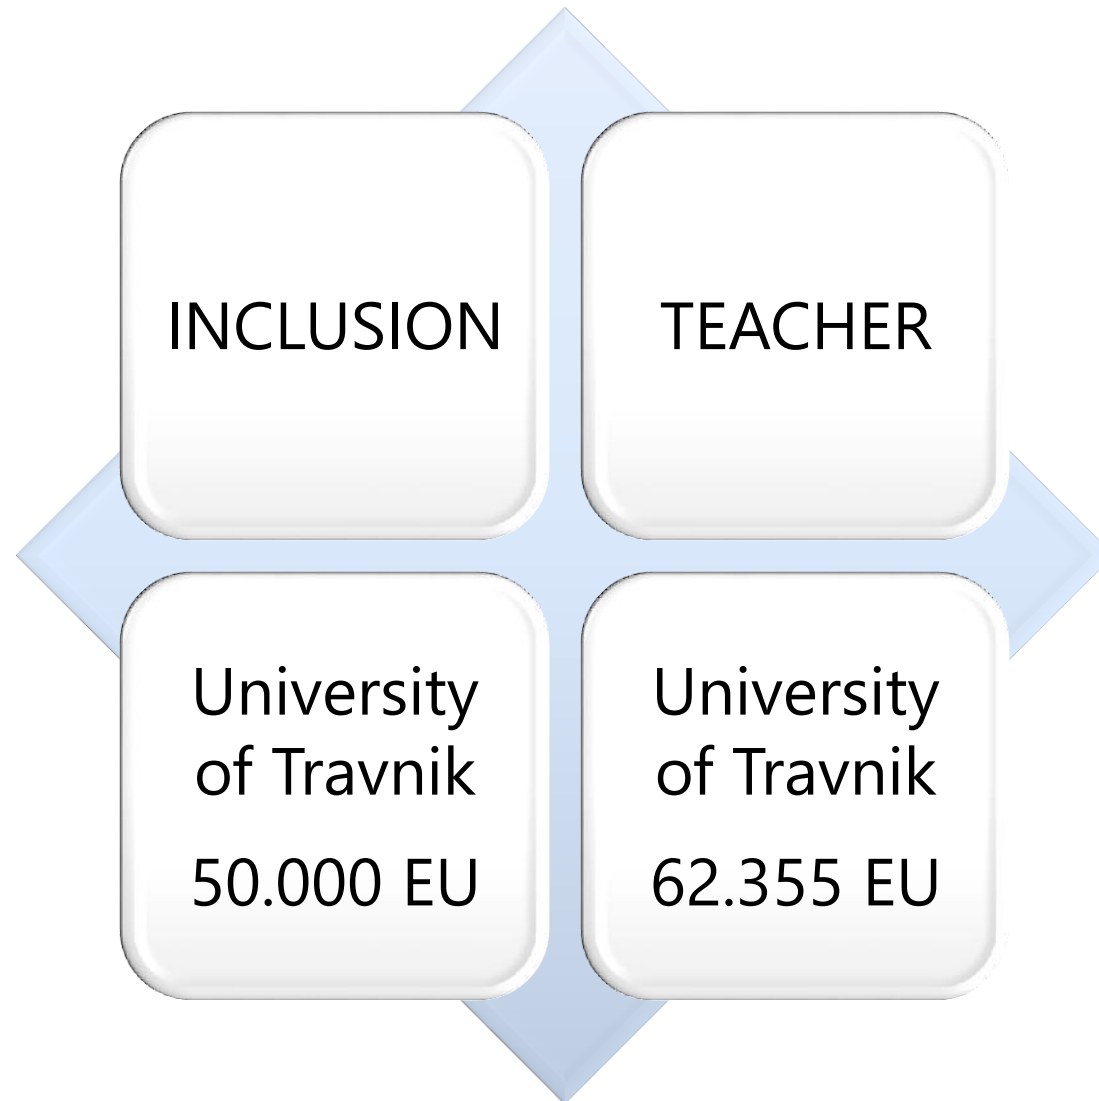 INCLUSION
TEACHER
University
of Travnik
50.000 EU
University
of Travnik
62.355 EU